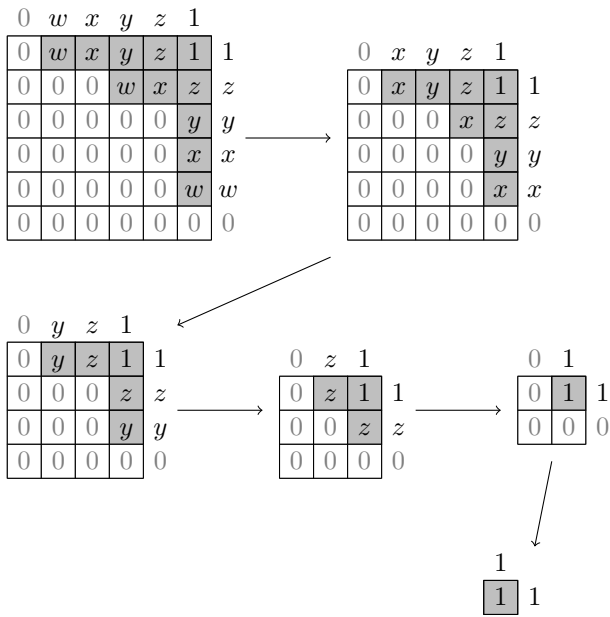 0 w x y z 1
0 w x y z 1 1
0 0 0 w x z z
0 0 0 0 0 y y
0 0 0 0 0 x x
0 0 0 0 0 w w
0 0 0 0 0 0 0
0 x y z 1
0 x y z 1 1
0 0 0 x z z
0 0 0 0 y y
0 0 0 0 x x
0 0 0 0 0 0
0 y z 1
0 y z 1 1
0 0 0 z z
0 0 0 y y
0 0 0 0 0
0 z 1
0 z 1 1
0 0 z z
0 0 0 0
0 1
0 1 1
0 0 0
1
1 1